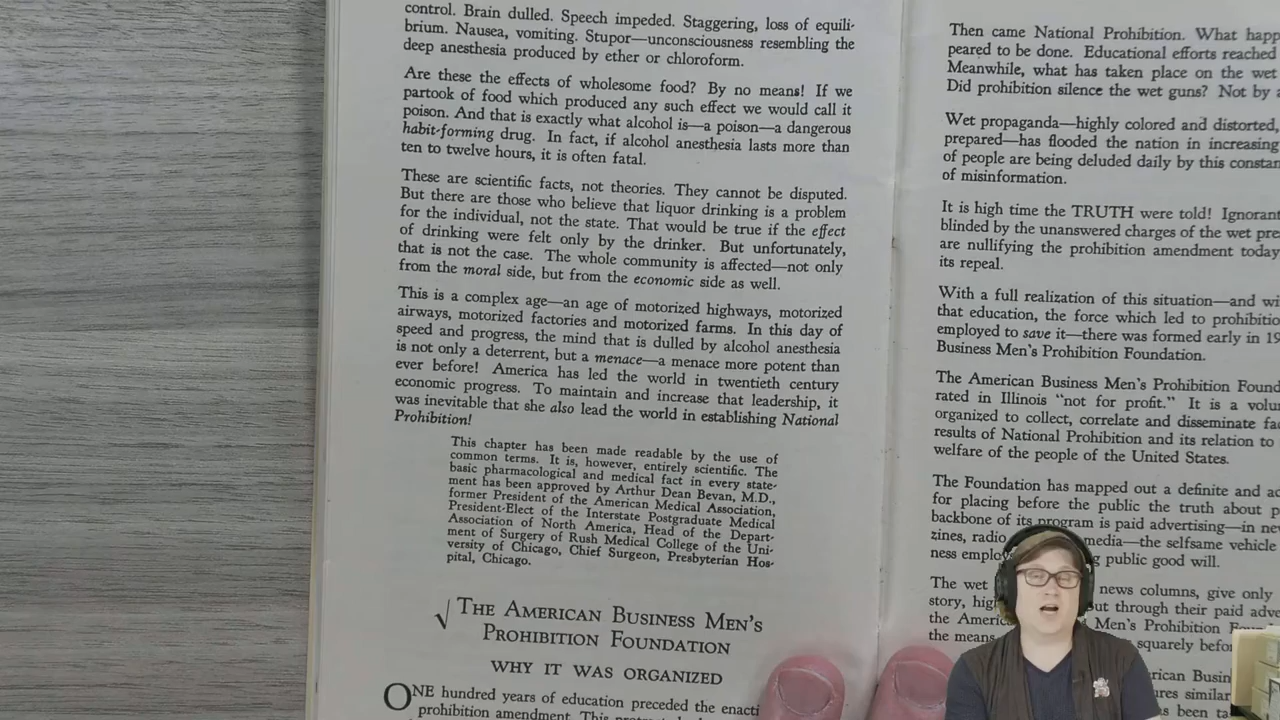 control. Brain dulled. Speech impeded. Staggering, loss of equili-
brium. Nausea, vomiting. Stupor—unconsciousness resembling the
deep anesthesia produced by ether or chloroform.
Are these the effects of wholesome food? By no means! If we
partook of food which produced any such effect we would call it
poison. And that is exactly what alcohol is—a poison—a dangerous
habit-forming drug. In fact, if alcohol anesthesia lasts more than
ten to twelve hours, it is often fatal.
These are scientific facts, not theories. They cannot be disputed.
But there are those who believe that liquor drinking is a problem
for the individual, not the state. That would be true if the effect
of drinking were felt only by the drinker. But unfortunately,
that is not the case. The whole community is affected—not only
from the moral side, but from the economic side as well.
This is a complex age—an age of motorized highways, motorized
airways, motorized factories and motorized farms. In this day of
speed and progress, the mind that is dulled by alcohol anesthesia
is not only a deterrent, but a menace—a menace more potent than
ever before! America has led the world in twentieth century
economic progress. To maintain and increase that leadership, it
was inevitable that she also lead the world in establishing National
Prohibition!
This chapter has been made readable by the use of
common terms. It is, however, entirely scientific. The
basic pharmacological and medical fact in every state-
ment has been approved by Arthur Dean Bevan, M.D.,
former President of the American Medical Association,
President-Elect of the Interstate Postgraduate Medical
Association of North America, Head of the Depart-
ment of Surgery of Rush Medical College of the Uni-
versity of Chicago, Chief Surgeon, Presbyterian Hos-
pital, Chicago.
√ The American Business Men's
Prohibition Foundation
WHY IT WAS ORGANIZED
ONE hundred years of education preceded the enacti
prohibition amendment. This
Then came National Prohibition. What happ
peared to be done. Educational efforts reached
Meanwhile, what has taken place on the wet
Did prohibition silence the wet guns? Not by a
Wet propaganda—highly colored and distorted,
prepared—has flooded the nation in increasing
of people are being deluded daily by this constan
of misinformation.
It is high time the TRUTH were told! Ignorant
blinded by the unanswered charges of the wet pre
are nullifying the prohibition amendment today
its repeal.
With a full realization of this situation—and wi
that education, the force which led to prohibitio
employed to save it—there was formed early in 19
Business Men's Prohibition Foundation.
The American Business Men's Prohibition Found
rated in Illinois "not for profit." It is a volu
organized to collect, correlate and disseminate fac
results of National Prohibition and its relation to
welfare of the people of the United States.
The Foundation has mapped out a definite and ag
for placing before the public the truth about p
backbone of its program is paid advertising—in ne
zines, radio media—the selfsame vehicle
ness employ g public good will.
The wet news columns, give only
story, hig out through their paid adve
the Americ Men's Prohibition
the means squarely befor
rican Busin
ures similar
s been ta